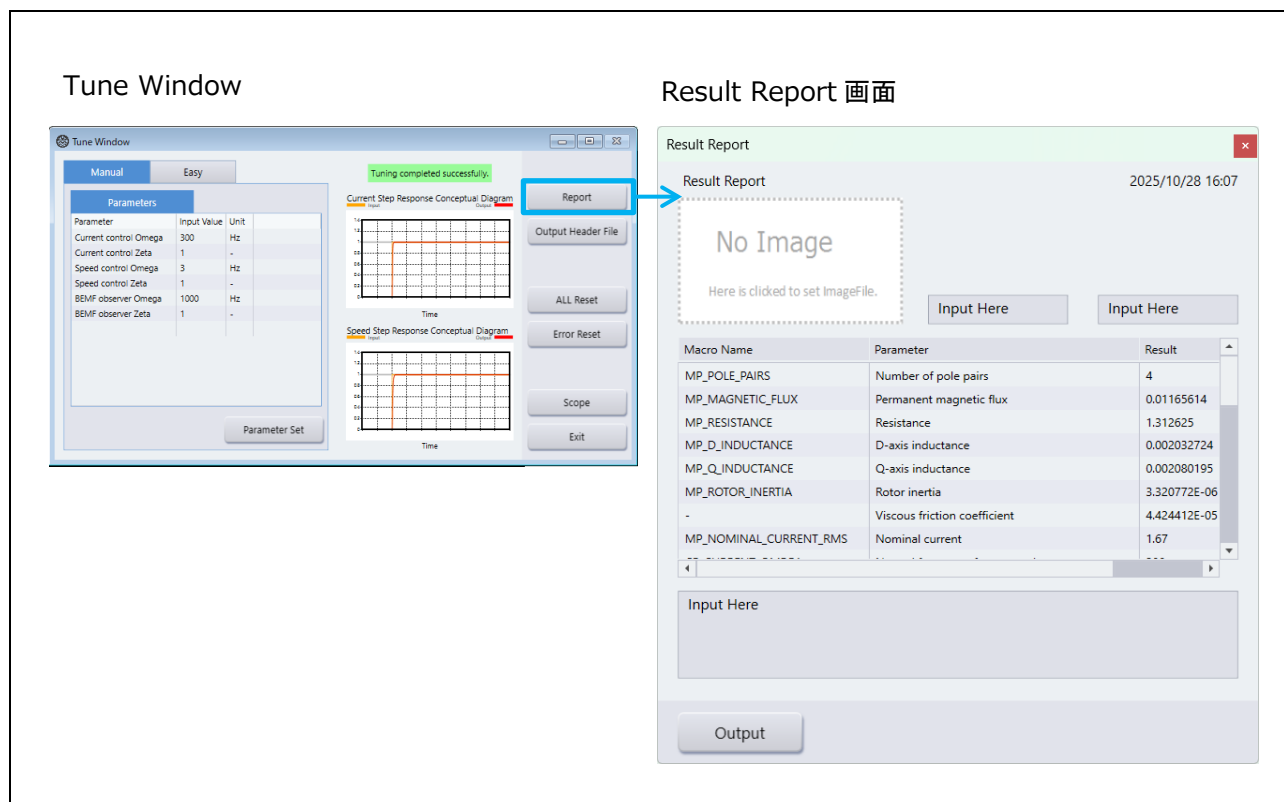 Tune Window
Result Report 画面
Tune Window
Manual Easy
Parameters
Parameter Input Value Unit
Current control Omega 300 Hz
Current control Zeta 1 -
Speed control Omega 3 Hz
Speed control Zeta 1 -
BEMF observer Omega 1000 Hz
BEMF observer Zeta 1 -
Parameter Set
Tuning completed successfully.
Current Step Response Conceptual Diagram
Input Output
Time
Speed Step Response Conceptual Diagram
Input Output
Time
Report
Output Header File
ALL Reset
Error Reset
Scope
Exit
Result Report
Result Report 2025/10/28 16:07
No Image
Here is clicked to set ImageFile.
Input Here Input Here
Macro Name Parameter Result
MP_POLE_PAIRS Number of pole pairs 4
MP_MAGNETIC_FLUX Permanent magnetic flux 0.01165614
MP_RESISTANCE Resistance 1.312625
MP_D_INDUCTANCE D-axis inductance 0.002032724
MP_Q_INDUCTANCE Q-axis inductance 0.002080195
MP_ROTOR_INERTIA Rotor inertia 3.320772E-06
- Viscous friction coefficient 4.424412E-05
MP_NOMINAL_CURRENT_RMS Nominal current 1.67
Input Here
Output